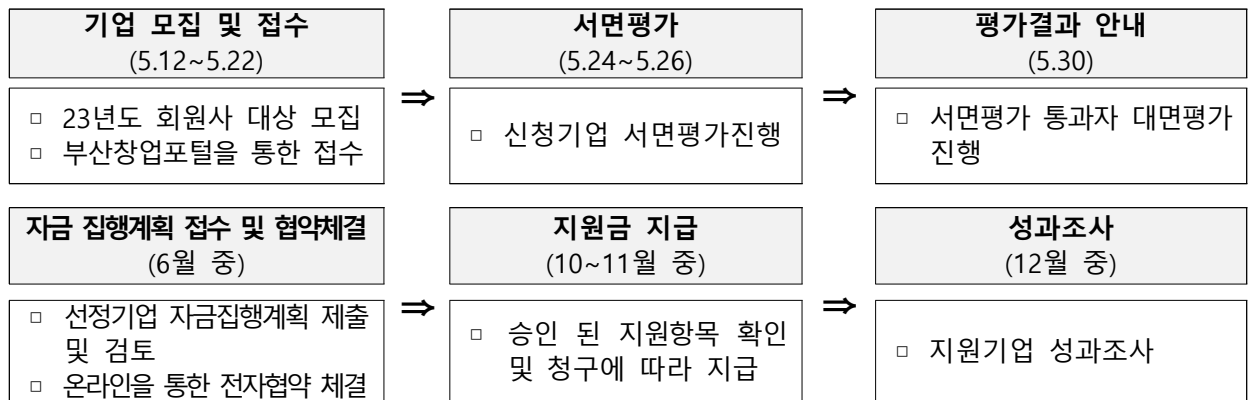 기업 모집 및 접수
(5.12~5.22)
□ 23년도 회원사 대상 모집
□ 부산창업포털을 통한 접수
⇒
서면평가
(5.24~5.26)
□ 신청기업 서면평가진행
⇒
평가결과 안내
(5.30)
□ 서면평가 통과자 대면평가
진행
자금 집행계획 접수 및 협약체결
(6월 중)
□ 선정기업 자금집행계획 제출
및 검토
□ 온라인을 통한 전자협약 체결
⇒
지원금 지급
(10~11월 중)
□ 승인 된 지원항목 확인
및 청구에 따라 지급
⇒
성과조사
(12월 중)
□ 지원기업 성과조사